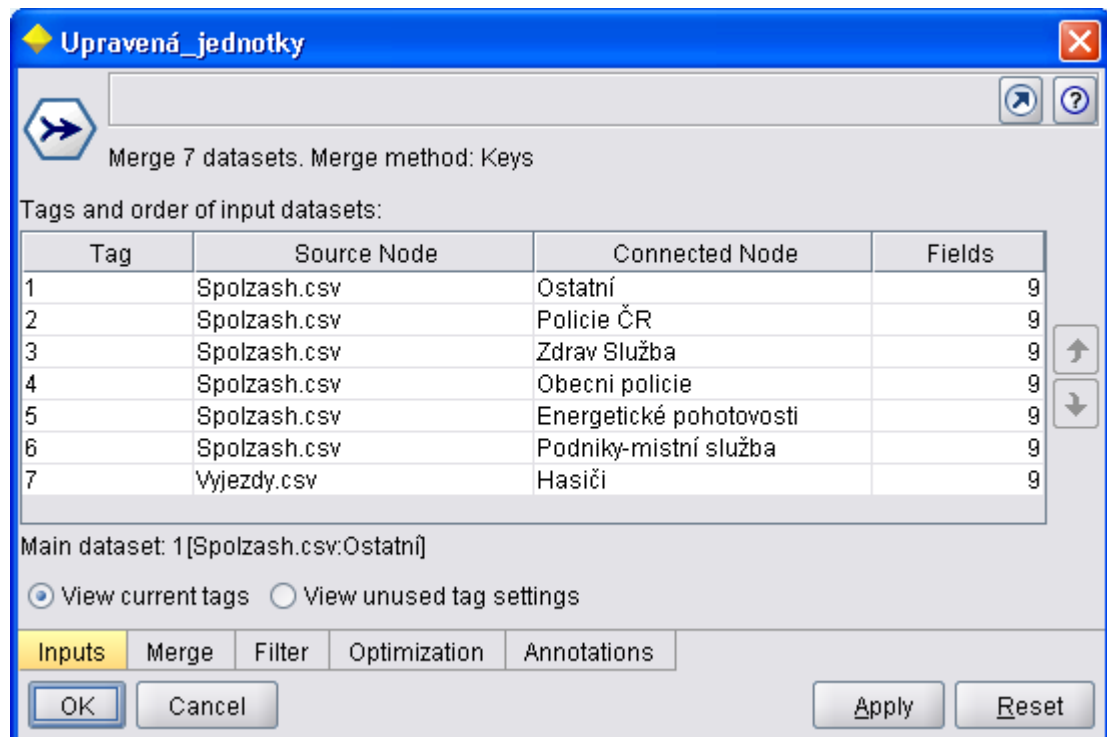 Upravená_jednotky
Merge 7 datasets. Merge method: Keys
Tags and order of input datasets:
Tag Source Node Connected Node Fields
1 Spolzash.csv Ostatní 9
2 Spolzash.csv Policie ČR 9
3 Spolzash.csv Zdrav Služba 9
4 Spolzash.csv Obecni policie 9
5 Spolzash.csv Energetické pohotovosti 9
6 Spolzash.csv Podniky-mistní služba 9
7 Vyjezdy.csv Hasiči 9
Main dataset: 1[Spolzash.csv:Ostatní]
View current tags View unused tag settings
Inputs Merge Filter Optimization Annotations
OK Cancel Apply Reset